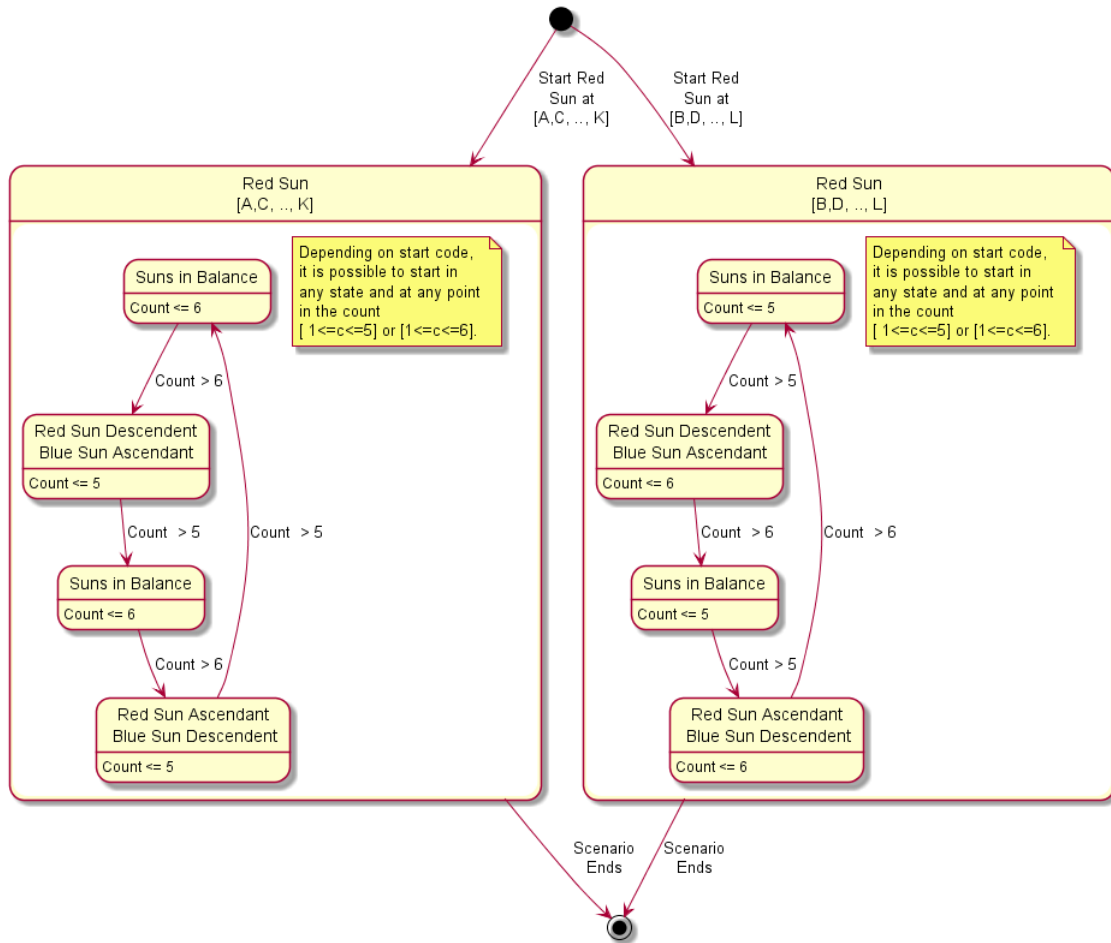 Start Red
Sun at
[A,C, .., K]
Start Red
Sun at
[B,D, .., L]
Red Sun
[A,C, .., K]
Depending on start code,
it is possible to start in
any state and at any point
in the count
[ 1<=c<=5] or [1<=c<=6].
Suns in Balance
Count <= 6
Count > 6
Red Sun Descendent
Blue Sun Ascendant
Count <= 5
Count  > 5
Count  > 5
Suns in Balance
Count <= 6
Count > 6
Red Sun Ascendant
Blue Sun Descendent
Count <= 5
Red Sun
[B,D, .., L]
Depending on start code,
it is possible to start in
any state and at any point
in the count
[ 1<=c<=5] or [1<=c<=6].
Suns in Balance
Count <= 5
Count > 5
Red Sun Descendent
Blue Sun Ascendant
Count <= 6
Count  > 6
Count  > 6
Suns in Balance
Count <= 5
Count > 5
Red Sun Ascendant
Blue Sun Descendent
Count <= 6
Scenario
Ends
Scenario
Ends